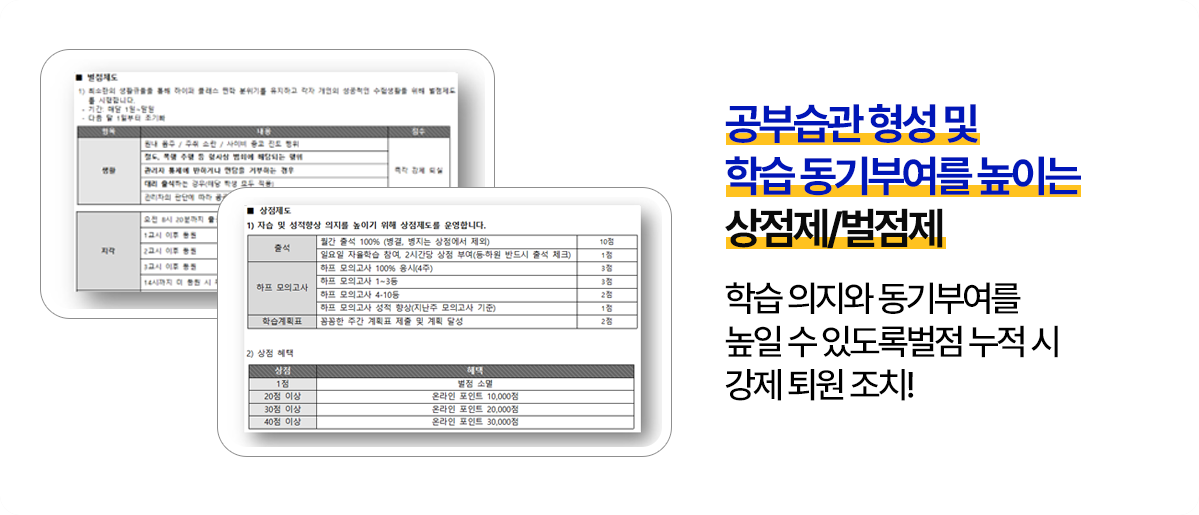 ■ 벌점제도
1) 최소한의 생활규율을 통해 하이퍼 클래스 면학 분위기를 유지하고 각자 개인의 성공적인 수험생활을 위해 벌점제도
를 시행합니다.
- 기간: 매달 1일~말일
- 다음 달 1일부터 초기화
항목 내용 점수
원내 음주 / 주위 소란 / 사이비 종교 전도 행위
절도, 폭행 추행 등 형사상 범죄에 해당되는 행위
생활 관리자 통제에 반하거나 면담을 거부하는 경우 즉각 강제 퇴실
대리 출석하는 경우(해당 학생 모두 적용)
관리자의 판단에 따라
오전 8시 20분까지
1교시 이후 등원
지각 2교시 이후 등원
3교시 이후 등원
14시까지 미 등원 시
■ 상점제도
1) 자습 및 성적향상 의지를 높이기 위해 상점제도를 운영합니다.
출석 월간 출석 100% (병결, 병지는 상점에서 제외) 10점
일요일 자율학습 참여, 2시간당 상점 부여(등·하원 반드시 출석 체크) 1점
하프 모의고사 하프 모의고사 100% 응시(4주) 3점
하프 모의고사 1~3등 3점
하프 모의고사 4-10등 2점
하프 모의고사 성적 향상(지난주 모의고사 기준) 1점
학습계획표 꼼꼼한 주간 계획표 제출 및 계획 달성 2점
2) 상점 혜택
상점 혜택
1점 벌점 소멸
20점 이상 온라인 포인트 10,000점
30점 이상 온라인 포인트 20,000점
40점 이상 온라인 포인트 30,000점
공부습관 형성 및
학습 동기부여를 높이는
상점제/벌점제
학습 의지와 동기부여를
높일 수 있도록벌점 누적 시
강제 퇴원 조치!